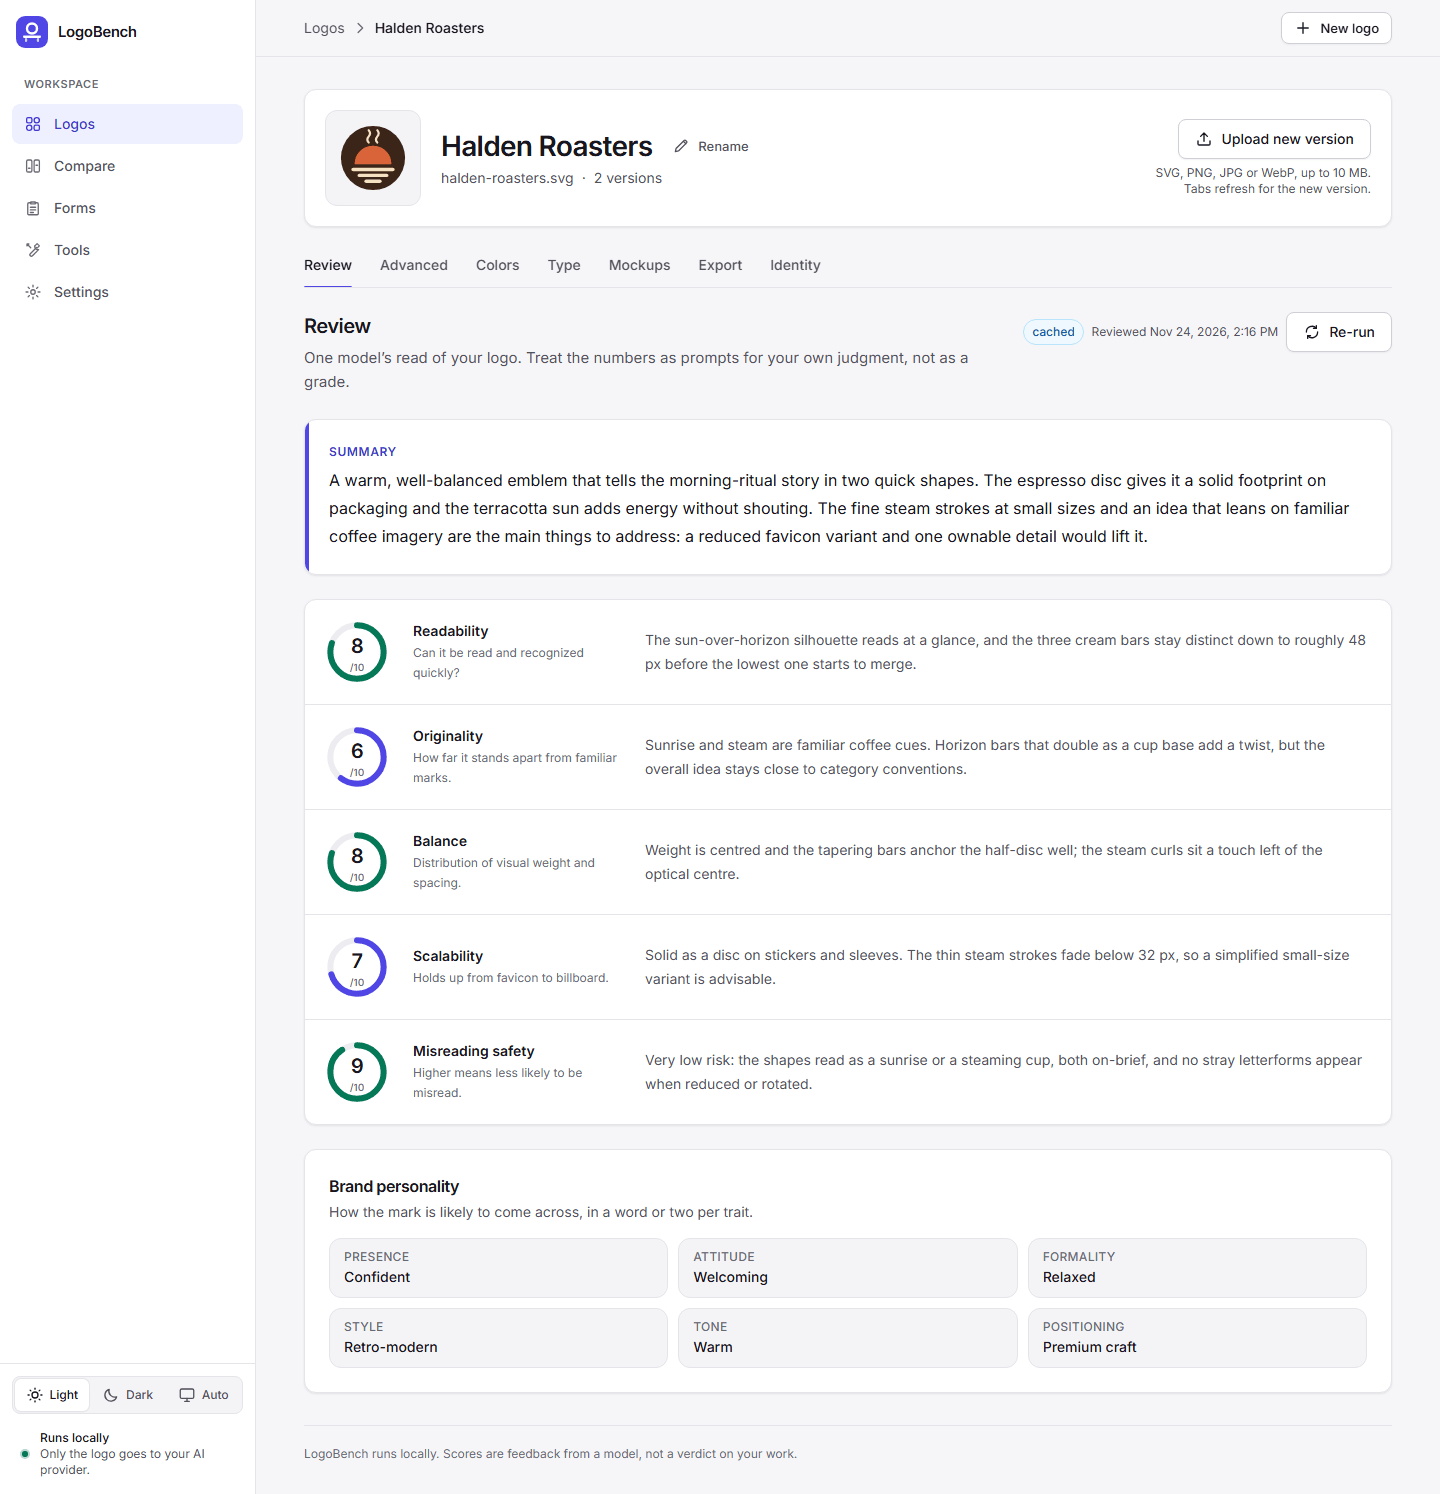 LogoBench
WORKSPACE
Logos
Compare
Forms
Tools
Settings
Light
Dark
Auto
Runs locally
Only the logo goes to your AI
provider.
Logos > Halden Roasters
New logo
Halden Roasters
Rename
halden-roasters.svg · 2 versions
Upload new version
SVG, PNG, JPG or WebP, up to 10 MB.
Tabs refresh for the new version.
Review
Advanced
Colors
Type
Mockups
Export
Identity
Review
One model’s read of your logo. Treat the numbers as prompts for your own judgment, not as a
grade.
cached
Reviewed Nov 24, 2026, 2:16 PM
Re-run
SUMMARY
A warm, well-balanced emblem that tells the morning-ritual story in two quick shapes. The espresso disc gives it a solid footprint on
packaging and the terracotta sun adds energy without shouting. The fine steam strokes at small sizes and an idea that leans on familiar
coffee imagery are the main things to address: a reduced favicon variant and one ownable detail would lift it.
8
/10
Readability
Can it be read and recognized
quickly?
The sun-over-horizon silhouette reads at a glance, and the three cream bars stay distinct down to roughly 48
px before the lowest one starts to merge.
6
/10
Originality
How far it stands apart from familiar
marks.
Sunrise and steam are familiar coffee cues. Horizon bars that double as a cup base add a twist, but the
overall idea stays close to category conventions.
8
/10
Balance
Distribution of visual weight and
spacing.
Weight is centred and the tapering bars anchor the half-disc well; the steam curls sit a touch left of the
optical centre.
7
/10
Scalability
Holds up from favicon to billboard.
Solid as a disc on stickers and sleeves. The thin steam strokes fade below 32 px, so a simplified small-size
variant is advisable.
9
/10
Misreading safety
Higher means less likely to be
misread.
Very low risk: the shapes read as a sunrise or a steaming cup, both on-brief, and no stray letterforms appear
when reduced or rotated.
Brand personality
How the mark is likely to come across, in a word or two per trait.
PRESENCE
Confident
ATTITUDE
Welcoming
FORMALITY
Relaxed
STYLE
Retro-modern
TONE
Warm
POSITIONING
Premium craft
LogoBench runs locally. Scores are feedback from a model, not a verdict on your work.